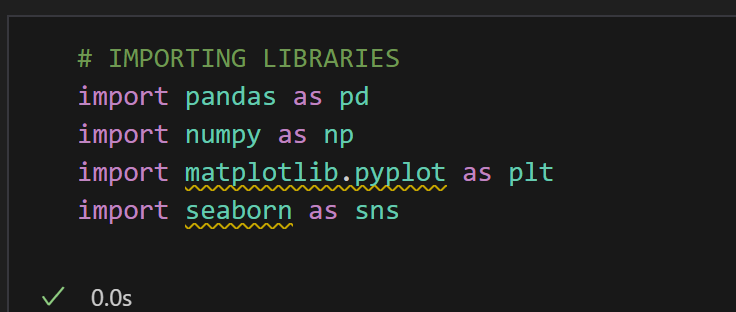 # IMPORTING LIBRARIES
import pandas as pd
import numpy as np
import matplotlib.pyplot as plt
import seaborn as sns
0.0s